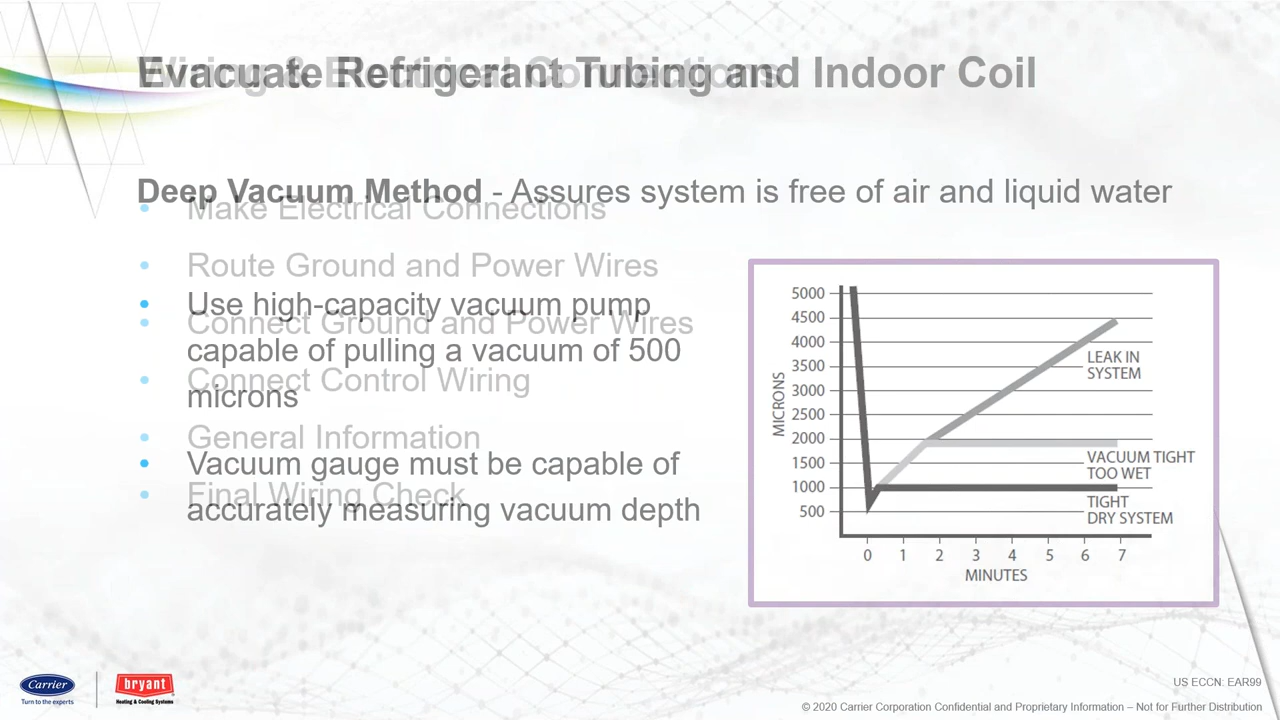 Evacuate Refrigerant Tubing and Indoor Coil
Wiring & Electrical Connections
Deep Vacuum Method - Assures system is free of air and liquid water
• Make Electrical Connections
• Route Ground and Power Wires
• Use high-capacity vacuum pump
• Connect Ground and Power Wires
capable of pulling a vacuum of 500
• Connect Control Wiring
microns
• General Information
• Vacuum gauge must be capable of
• Final Wiring Check
accurately measuring vacuum depth
5000
4500
4000
3500
3000
2500
2000
1500
1000
500
MICRONS
LEAK IN
SYSTEM
VACUUM TIGHT
TOO WET
TIGHT
DRY SYSTEM
0 1 2 3 4 5 6 7
MINUTES
Carrier
Turn to the experts
bryant
Heating & Cooling Systems
US ECCN: EAR99
© 2020 Carrier Corporation Confidential and Proprietary Information – Not for Further Distribution